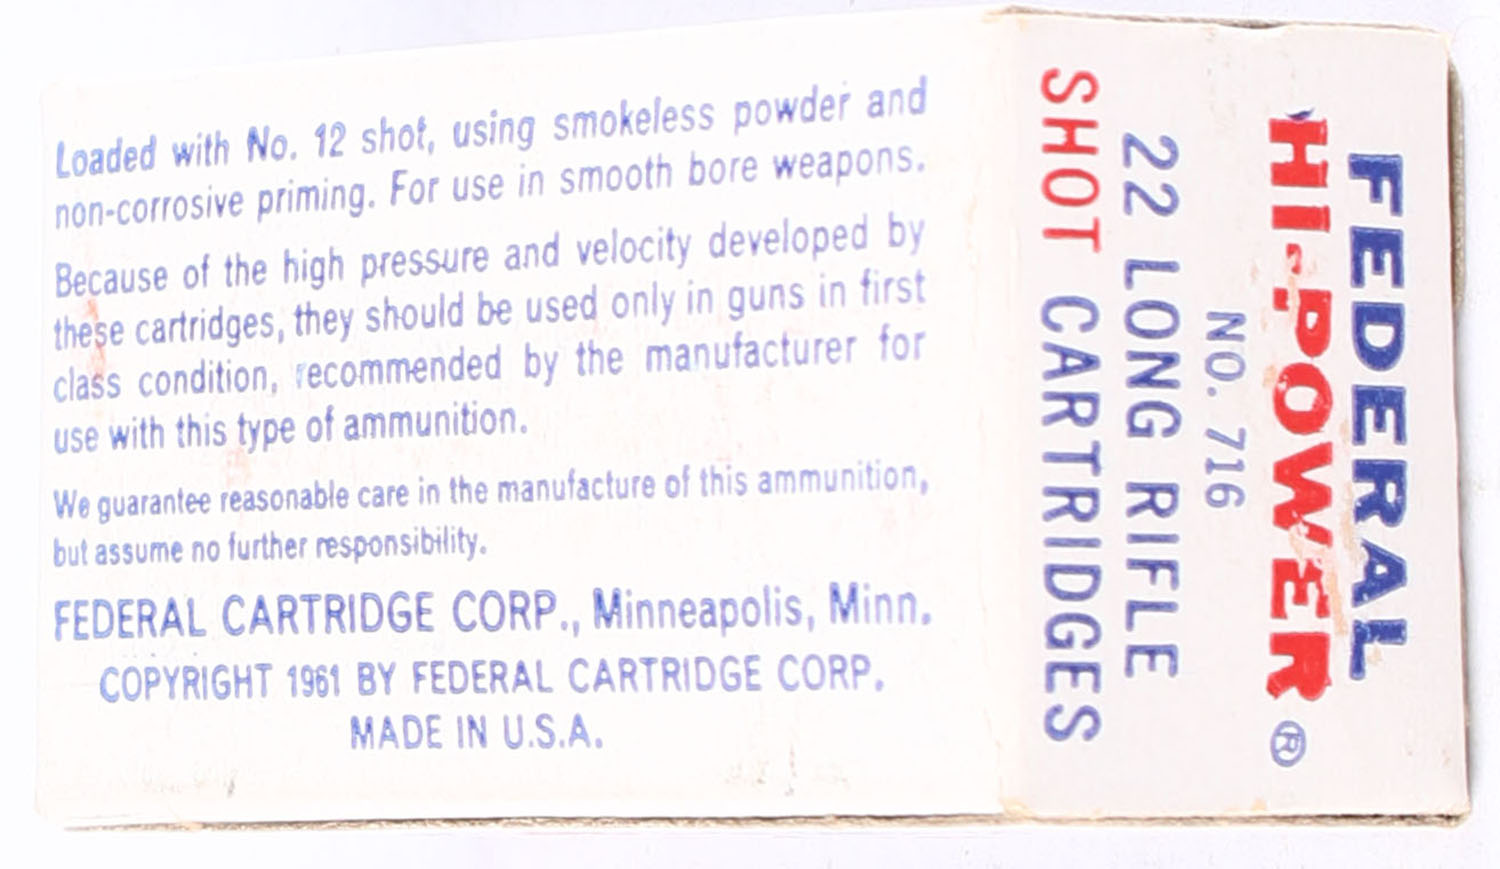 Loaded with No. 12 shot, using smokeless powder and
non-corrosive priming. For use in smooth bore weapons.
Because of the high pressure and velocity developed by
these cartridges, they should be used only in guns in first
class condition, recommended by the manufacturer for
use with this type of ammunition.
We guarantee reasonable care in the manufacture of this ammunition,
but assume no further responsibility.
FEDERAL CARTRIDGE CORP., Minneapolis, Minn.
COPYRIGHT 1961 BY FEDERAL CARTRIDGE CORP.
MADE IN U.S.A.
FEDERAL
HI-POWER®
NO. 716
22 LONG RIFLE
SHOT CARTRIDGES